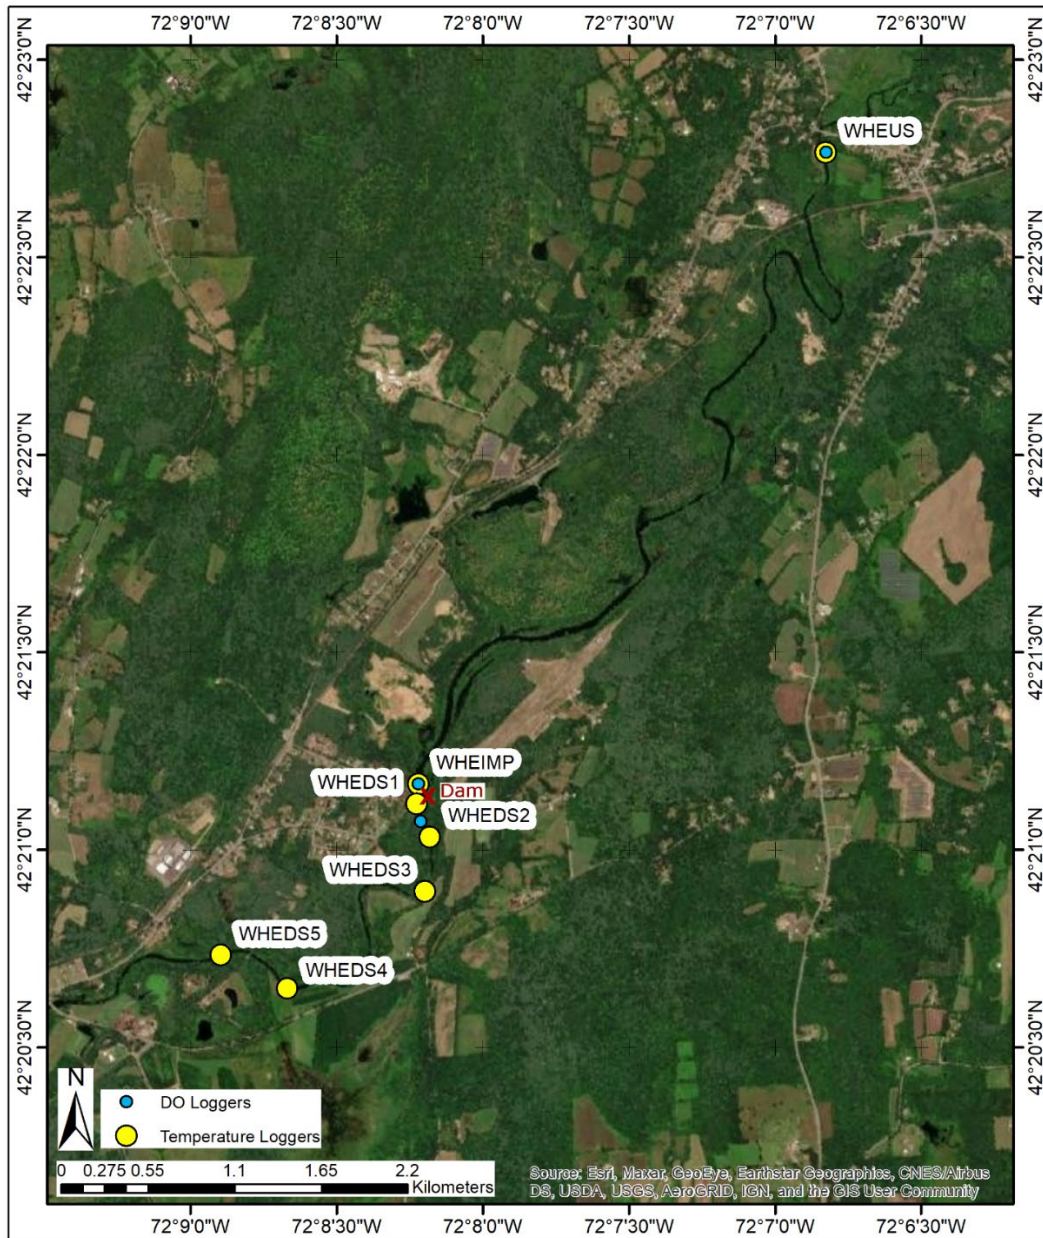 72°9'0"W 72°8'30"W 72°8'0"W 72°7'30"W 72°7'0"W 72°6'30"W
42°23'0"N 42°23'0"N
WHEUS
42°22'30"N 42°22'30"N
42°22'0"N 42°22'0"N
42°21'30"N 42°21'30"N
WHEIMP
WHEDS1
Dam
WHEDS2
42°21'0"N 42°21'0"N
WHEDS3
WHEDS5
WHEDS4
42°20'30"N 42°20'30"N
N
DO Loggers
Temperature Loggers
0 0.275 0.55 1.1 1.65 2.2
Kilometers
Source: Esri, Maxar, GeoEye, Earthstar Geographics, CNES/Airbus
DS, USDA, USGS, AeroGRID, IGN, and the GIS User Community
72°9'0"W 72°8'30"W 72°8'0"W 72°7'30"W 72°7'0"W 72°6'30"W